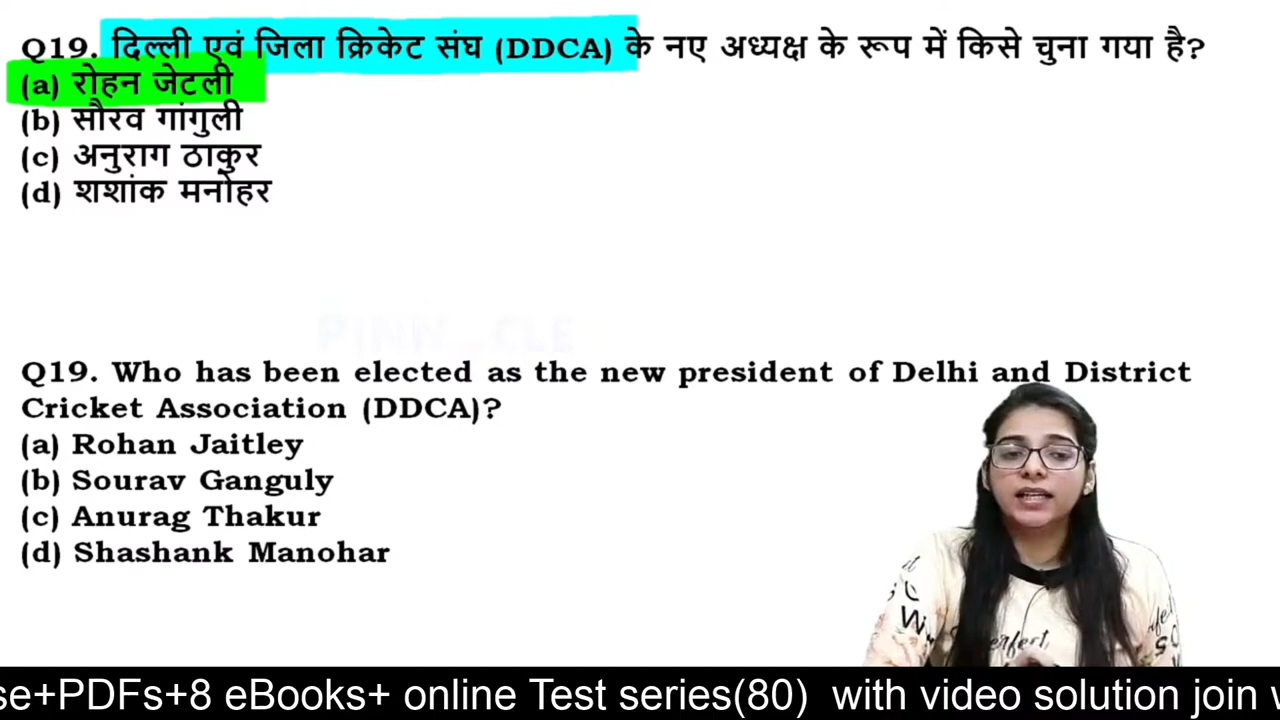 Q19. दिल्ली एवं जिला क्रिकेट संघ (DDCA) के नए अध्यक्ष के रूप में किसे चुना गया है?
(a) रोहन जेटली
(b) सौरव गांगुली
(c) अनुराग ठाकुर
(d) शशांक मनोहर
Q19. Who has been elected as the new president of Delhi and District
Cricket Association (DDCA)?
(a) Rohan Jaitley
(b) Sourav Ganguly
(c) Anurag Thakur
(d) Shashank Manohar
se+PDFs+8 eBooks+ online Test series(80) with video solution join